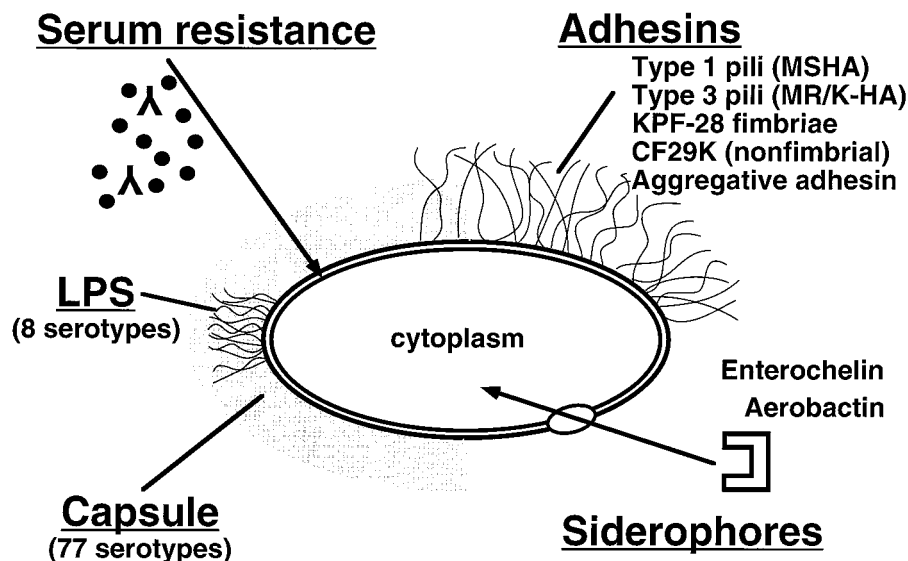 Serum resistance
Adhesins
Type 1 pili (MSHA)
Type 3 pili (MR/K-HA)
KPF-28 fimbriae
CF29K (nonfimbrial)
Aggregative adhesin
LPS
(8 serotypes)
cytoplasm
Enterochelin
Aerobactin
Capsule
(77 serotypes)
Siderophores